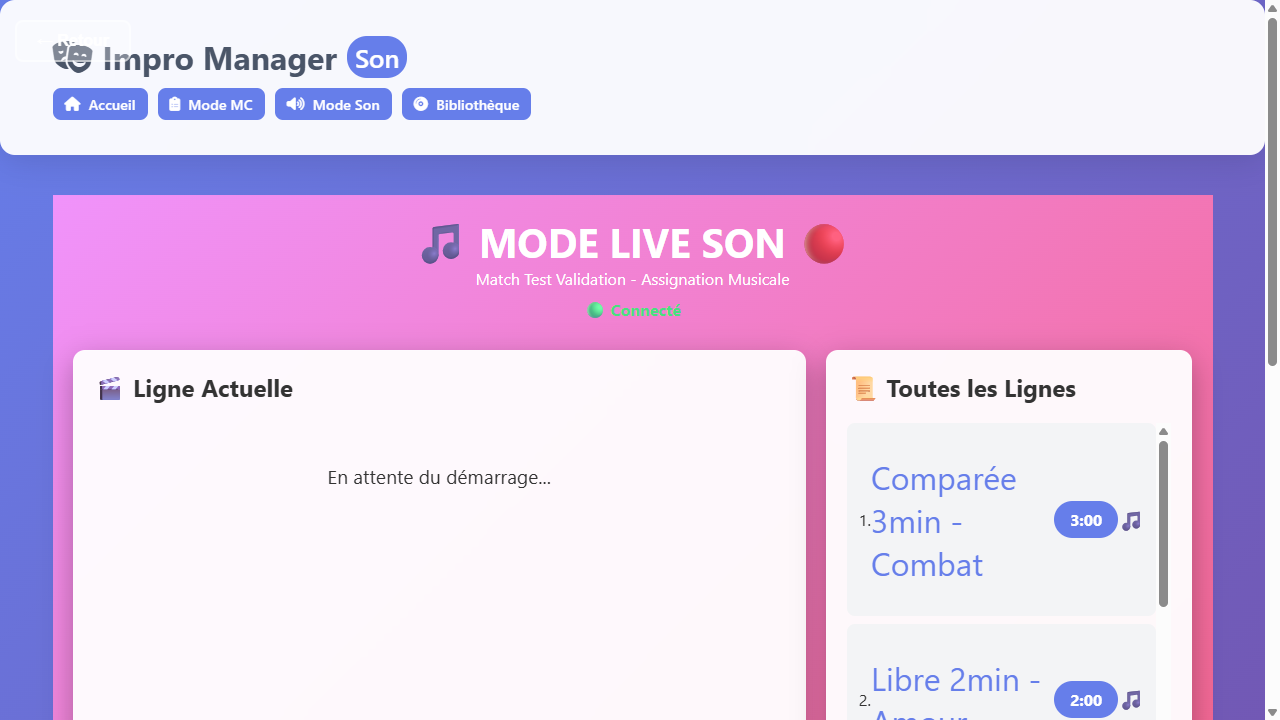 Retour
Impro Manager Son
Accueil
Mode MC
Mode Son
Bibliothèque
MODE LIVE SON
Match Test Validation - Assignation Musicale
Connecté
Ligne Actuelle
En attente du démarrage...
Toutes les Lignes
1.
Comparée
3min -
Combat
3:00
2.
Libre 2min -
Amour
2:00